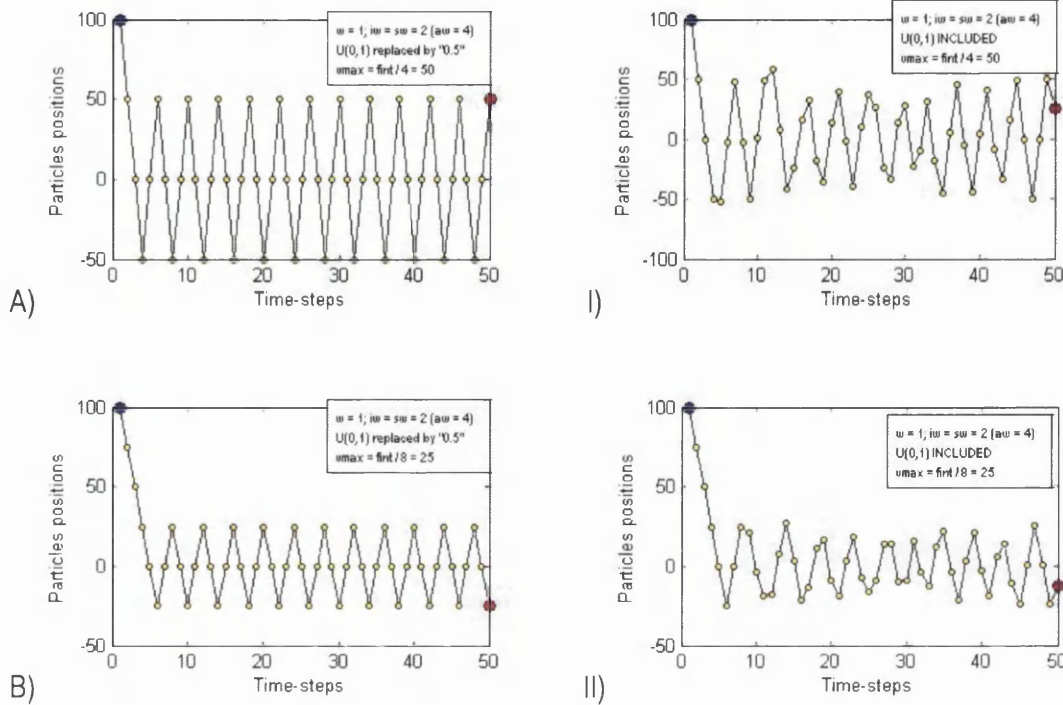 100
50
0
-50
0
10
20
30
40
50
Particles positions
Time-steps
w = 1; iw = sw = 2 (aw = 4)
U(0,1) replaced by "0.5"
vmax = fint / 4 = 50
A)
100
50
0
-50
-100
0
10
20
30
40
50
Particles positions
Time-steps
w = 1; iw = sw = 2 (aw = 4)
U(0,1) INCLUDED
vmax = fint / 4 = 50
I)
100
50
0
-50
0
10
20
30
40
50
Particles positions
Time-steps
w = 1; iw = sw = 2 (aw = 4)
U(0,1) replaced by "0.5"
vmax = fint / 8 = 25
B)
100
50
0
-50
0
10
20
30
40
50
Particles positions
Time-steps
w = 1; iw = sw = 2 (aw = 4)
U(0,1) INCLUDED
vmax = fint / 8 = 25
II)